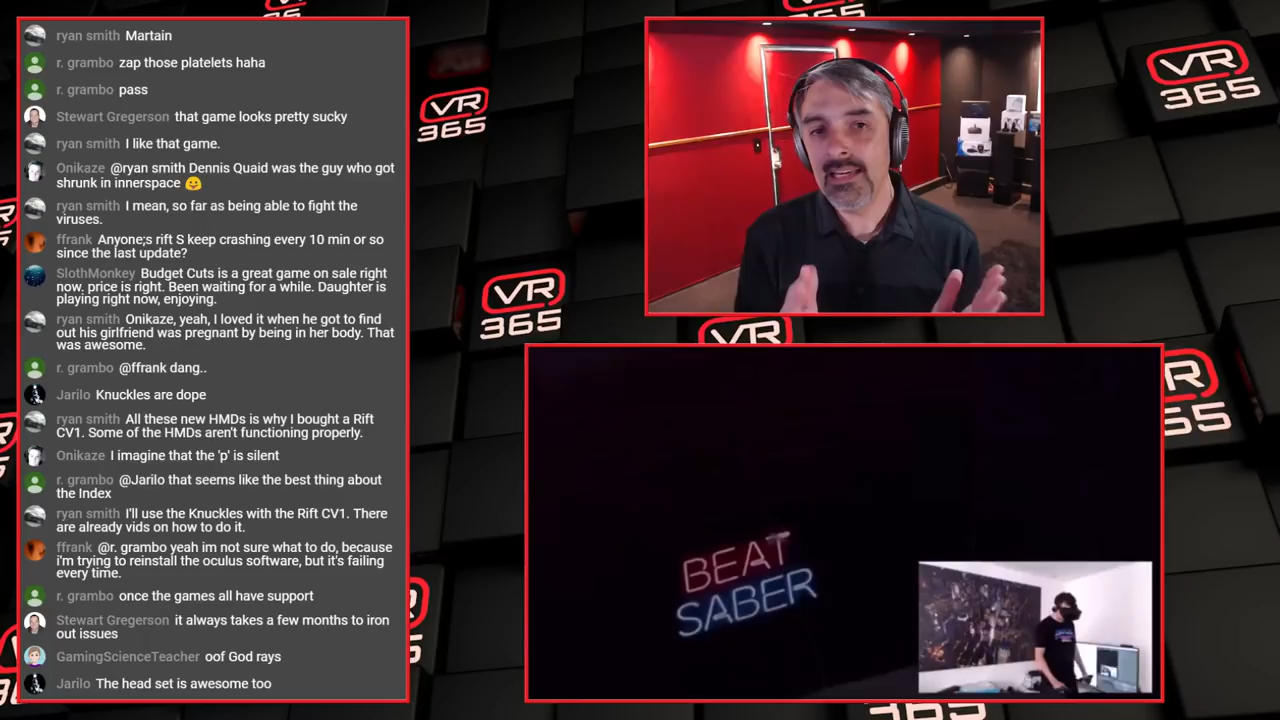 ryan smith Martain
r. grambo zap those platelets haha
r. grambo pass
Stewart Gregerson that game looks pretty sucky
ryan smith I like that game.
Onikaze @ryan smith Dennis Quaid was the guy who got
shrunk in innerspace
ryan smith I mean, so far as being able to fight the
viruses.
ffrank Anyone;s rift S keep crashing every 10 min or so
since the last update?
SlothMonkey Budget Cuts is a great game on sale right
now. price is right. Been waiting for a while. Daughter is
playing right now, enjoying.
ryan smith Onikaze, yeah, I loved it when he got to find
out his girlfriend was pregnant by being in her body. That
was awesome.
r. grambo @ffrank dang..
Jarilo Knuckles are dope
ryan smith All these new HMDs is why I bought a Rift
CV1. Some of the HMDs aren't functioning properly.
Onikaze I imagine that the 'p' is silent
r. grambo @Jarilo that seems like the best thing about
the Index
ryan smith I'll use the Knuckles with the Rift CV1. There
are already vids on how to do it.
ffrank @r. grambo yeah im not sure what to do, because
i'm trying to reinstall the oculus software, but it's failing
every time.
r. grambo once the games all have support
Stewart Gregerson it always takes a few months to iron
out issues
GamingScienceTeacher oof God rays
Jarilo The head set is awesome too
VR
365
VR
365
VR
365
VR
R
65
365
BEAT
SABER